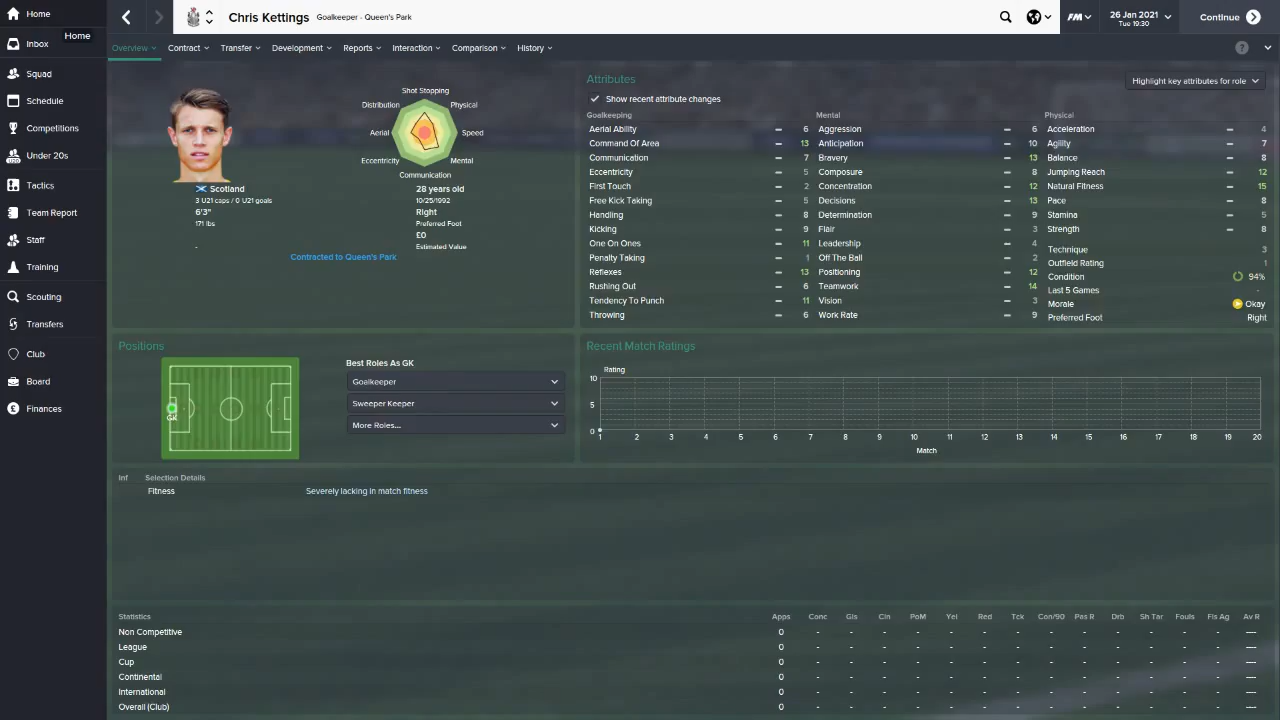 Home
Inbox
Home
Squad
Schedule
Competitions
Under 20s
Tactics
Team Report
Staff
Training
Scouting
Transfers
Club
Board
Finances
Chris Kettings Goalkeeper - Queen's Park
FM
26 Jan 2021
Tue 19:30
Continue
Overview Contract Transfer Development Reports Interaction Comparison History
?
Shot Stopping
Distribution Physical
Aerial Speed
Eccentricity Mental
Communication
Scotland
3 U21 caps / 0 U21 goals
6'3"
171 lbs
-
28 years old
10/25/1992
Right
Preferred Foot
£0
Estimated Value
Contracted to Queen's Park
Attributes
Highlight key attributes for role
Show recent attribute changes
Goalkeeping Mental Physical
Aerial Ability 6 Aggression 6 Acceleration 4
Command Of Area 13 Anticipation 10 Agility 7
Communication 7 Bravery 13 Balance 8
Eccentricity 5 Composure 8 Jumping Reach 12
First Touch 2 Concentration 12 Natural Fitness 15
Free Kick Taking 5 Decisions 13 Pace 8
Handling 8 Determination 9 Stamina 5
Kicking 9 Flair 3 Strength 8
One On Ones 11 Leadership 4
Penalty Taking 1 Off The Ball 2
Reflexes 13 Positioning 12
Rushing Out 6 Teamwork 14
Tendency To Punch 11 Vision 3
Throwing 6 Work Rate 9
Technique 3
Outfield Rating 1
Condition 94%
Last 5 Games -
Morale Okay
Preferred Foot Right
Positions
GK
Best Roles As GK
Goalkeeper
Sweeper Keeper
More Roles...
Recent Match Ratings
Rating
10
5
0
1 2 3 4 5 6 7 8 9 10 11 12 13 14 15 16 17 18 19 20
Match
Inf Selection Details
Fitness Severely lacking in match fitness
Statistics Apps Conc Gls Cln PoM Yel Red Tck Con/90 Pas R Drb Sh Tar Fouls Fls Ag Av R
Non Competitive 0 - - - - - - - - - - - - - ---
League 0 - - - - - - - - - - - - - ---
Cup 0 - - - - - - - - - - - - - ---
Continental 0 - - - - - - - - - - - - - ---
International 0 - - - - - - - - - - - - - ---
Overall (Club) 0 - - - - - - - - - - - - - ---